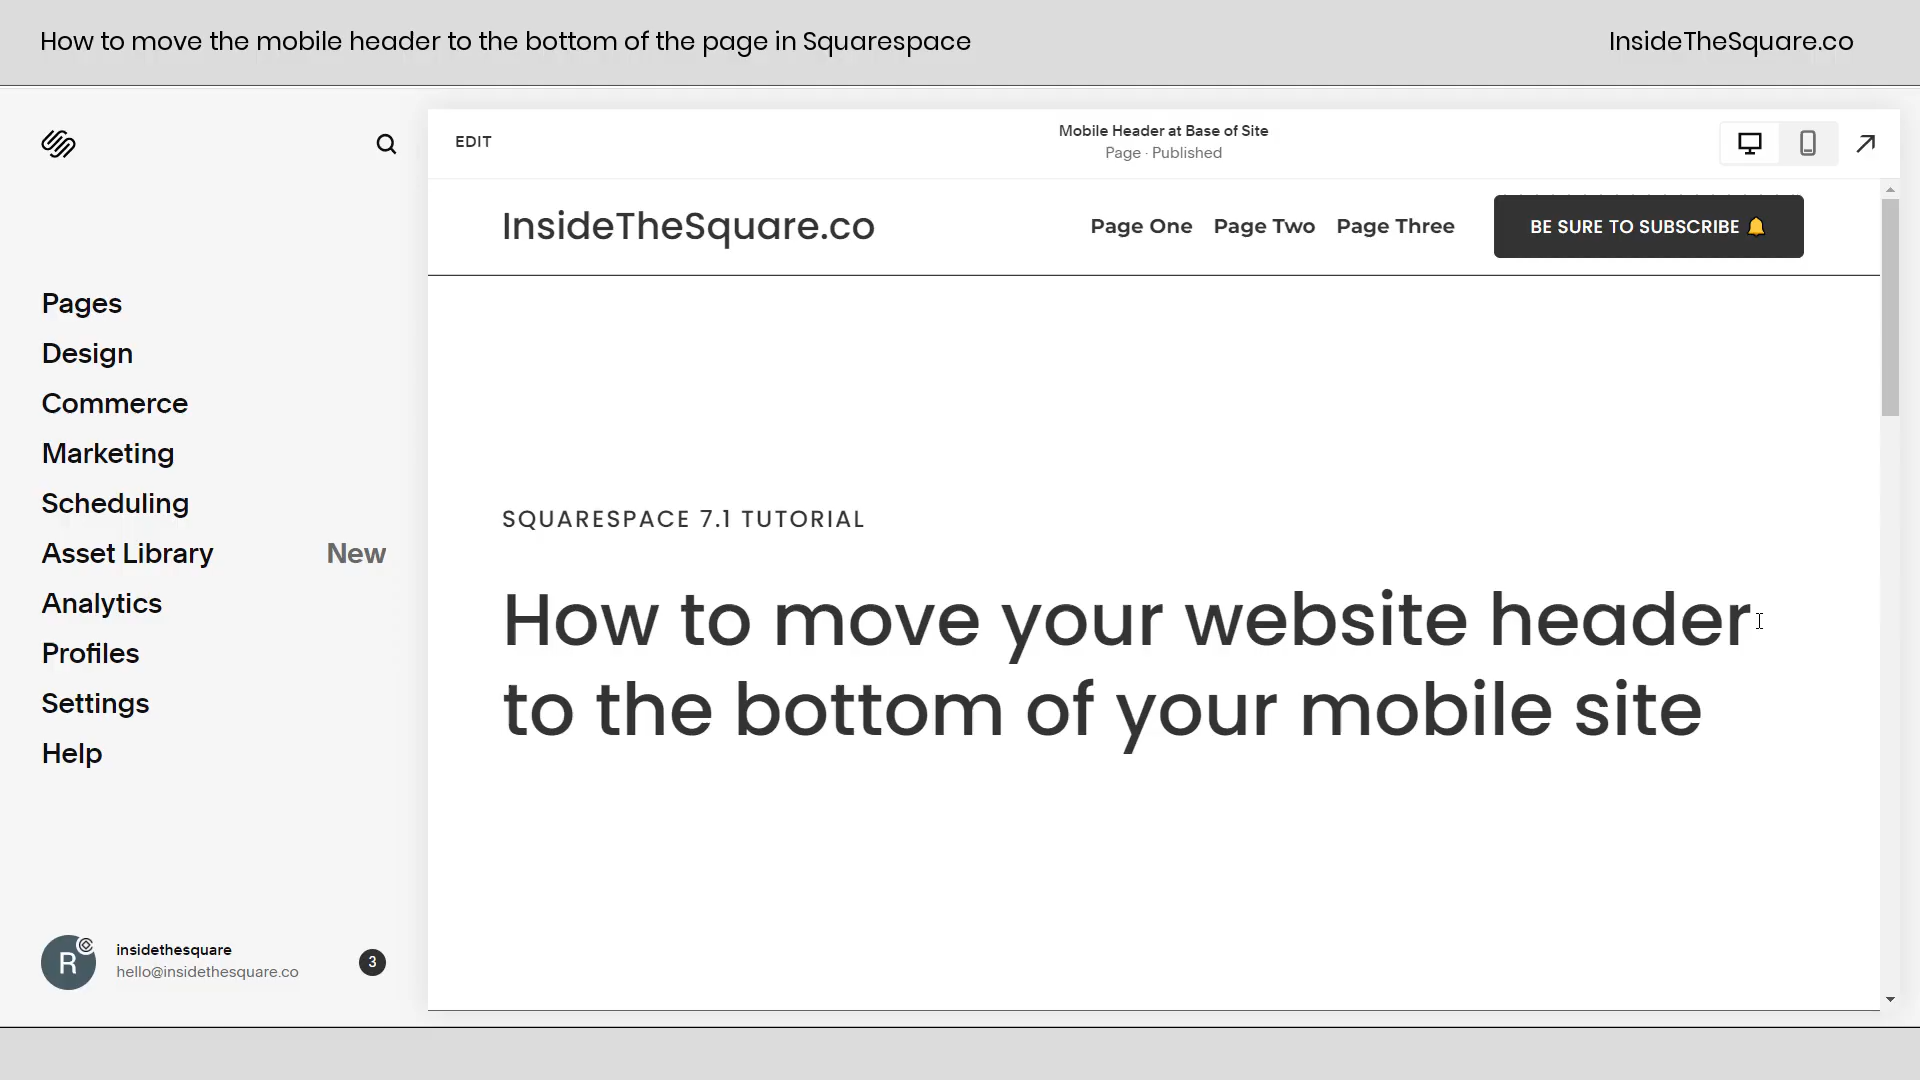 How to move the mobile header to the bottom of the page in Squarespace
InsideTheSquare.co
EDIT
Mobile Header at Base of Site
Page · Published
InsideTheSquare.co
Page One Page Two Page Three
BE SURE TO SUBSCRIBE 🔔
Pages
Design
Commerce
Marketing
Scheduling
Asset Library New
Analytics
Profiles
Settings
Help
SQUARESPACE 7.1 TUTORIAL
How to move your website header
to the bottom of your mobile site
R
insidethesquare
hello@insidethesquare.co
3